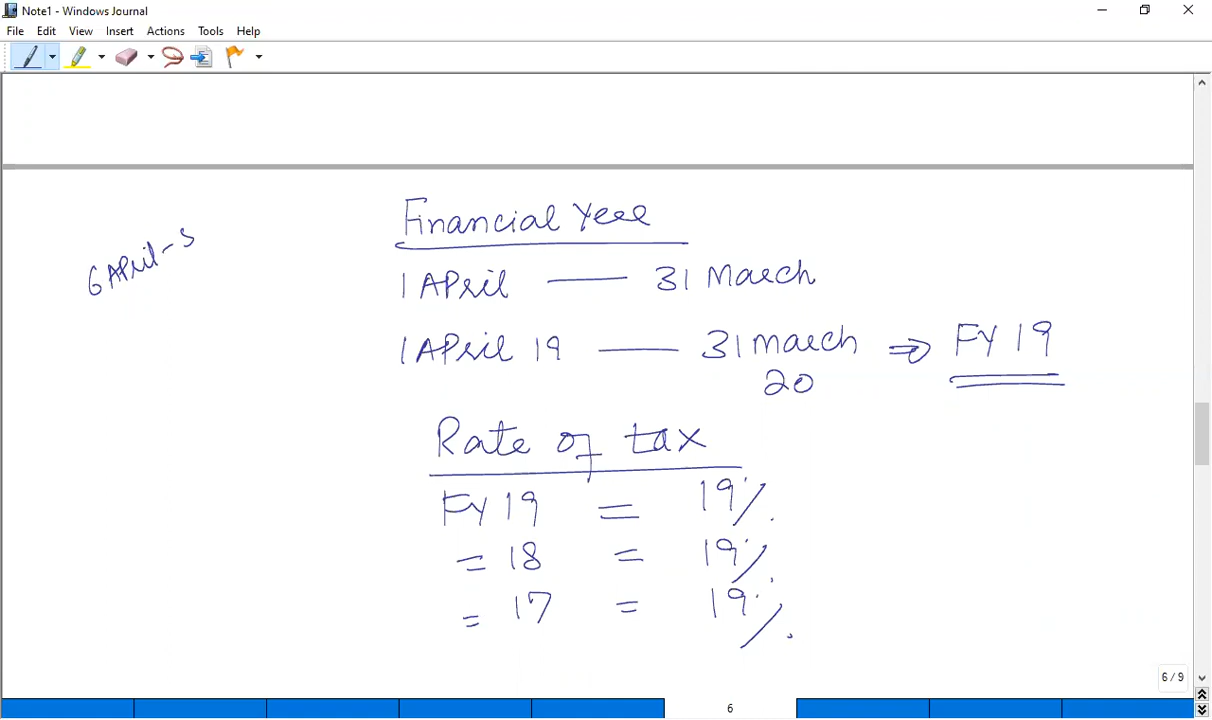 Note1 - Windows Journal
File Edit View Insert Actions Tools Help
Financial Year
6 April - 5
1 April — 31 March
1 April 19 — 31 March ⇒ FY 19
20
Rate of tax
FY 19 = 19%.
= 18 = 19%.
= 17 = 19%.
6 / 9
6